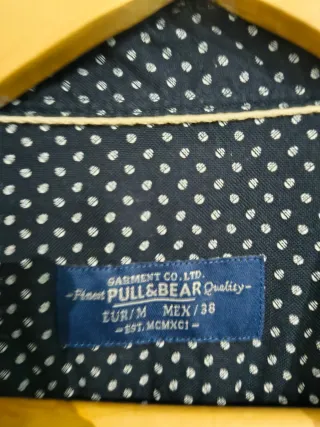 GARMENT CO. LTD.
-Finest PULL&BEAR Quality-
EUR/M MEX/38
-EST. MCMXCI-